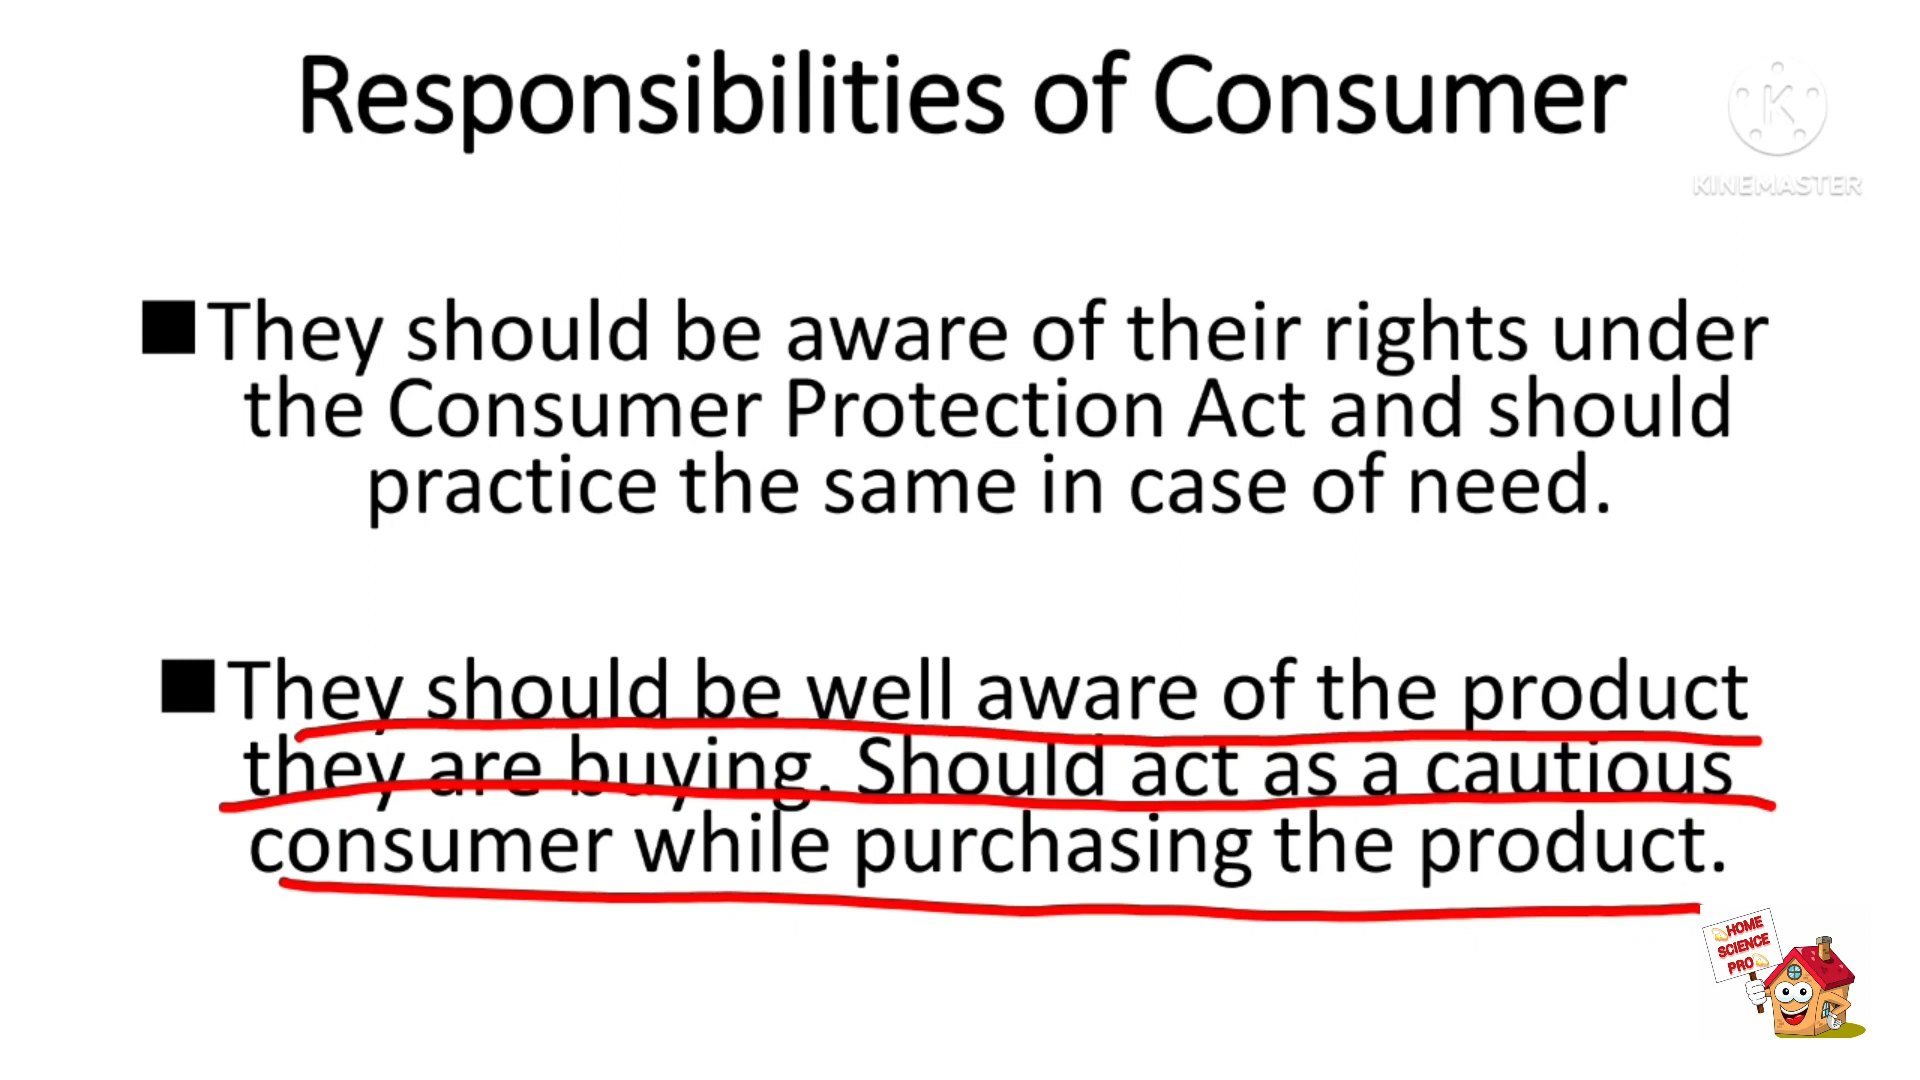 Responsibilities of Consumer
KINEMASTER
■They should be aware of their rights under
the Consumer Protection Act and should
practice the same in case of need.
■They should be well aware of the product
they are buying. Should act as a cautious
consumer while purchasing the product.
HOME
SCIENCE
PRO